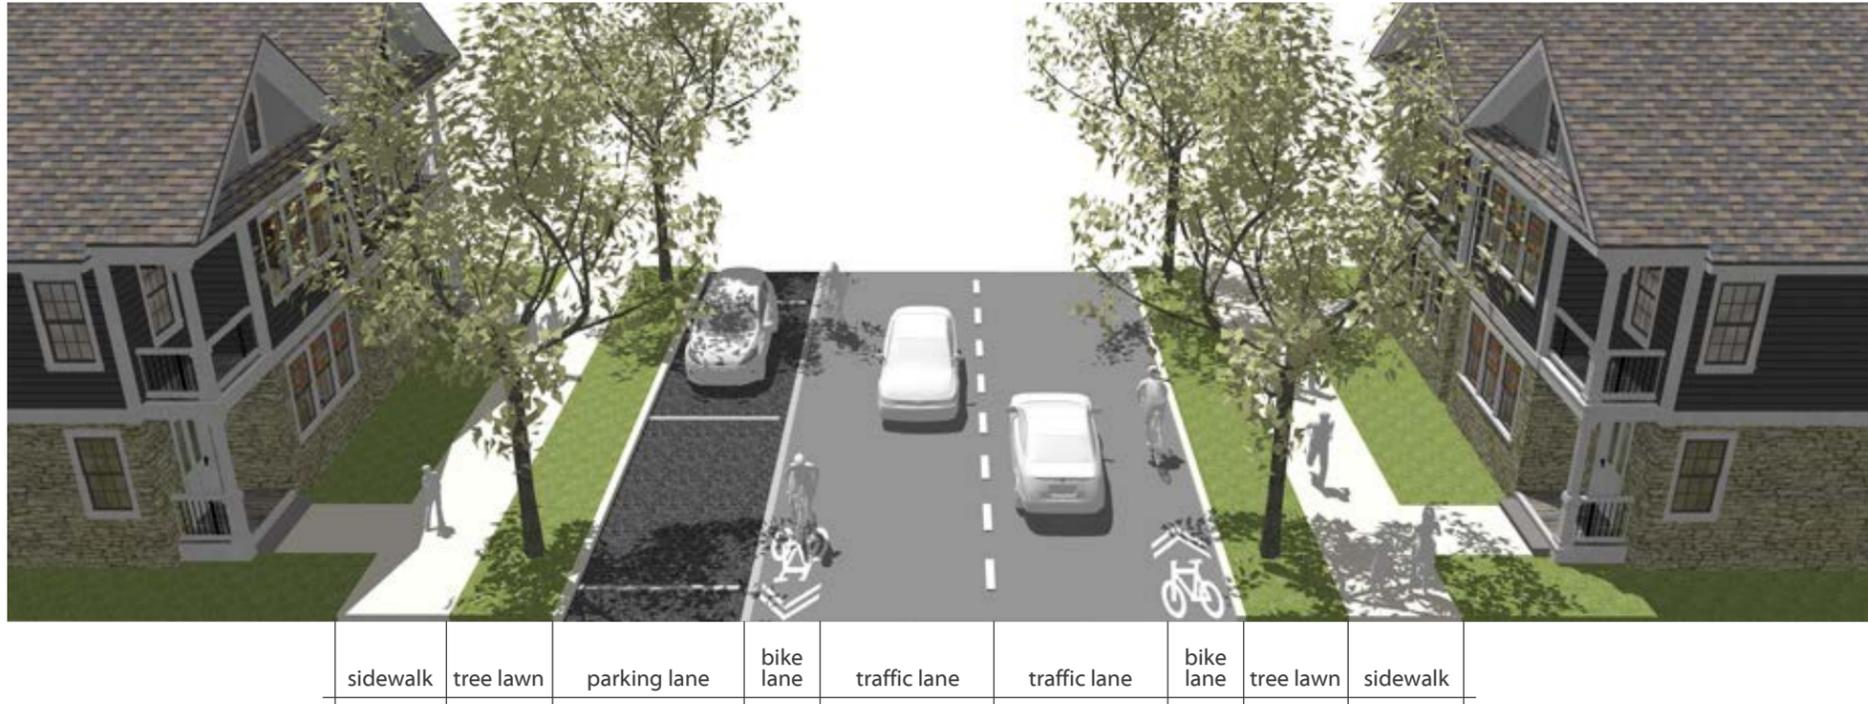 sidewalk
tree lawn
parking lane
bike
lane
traffic lane
traffic lane
bike
lane
tree lawn
sidewalk